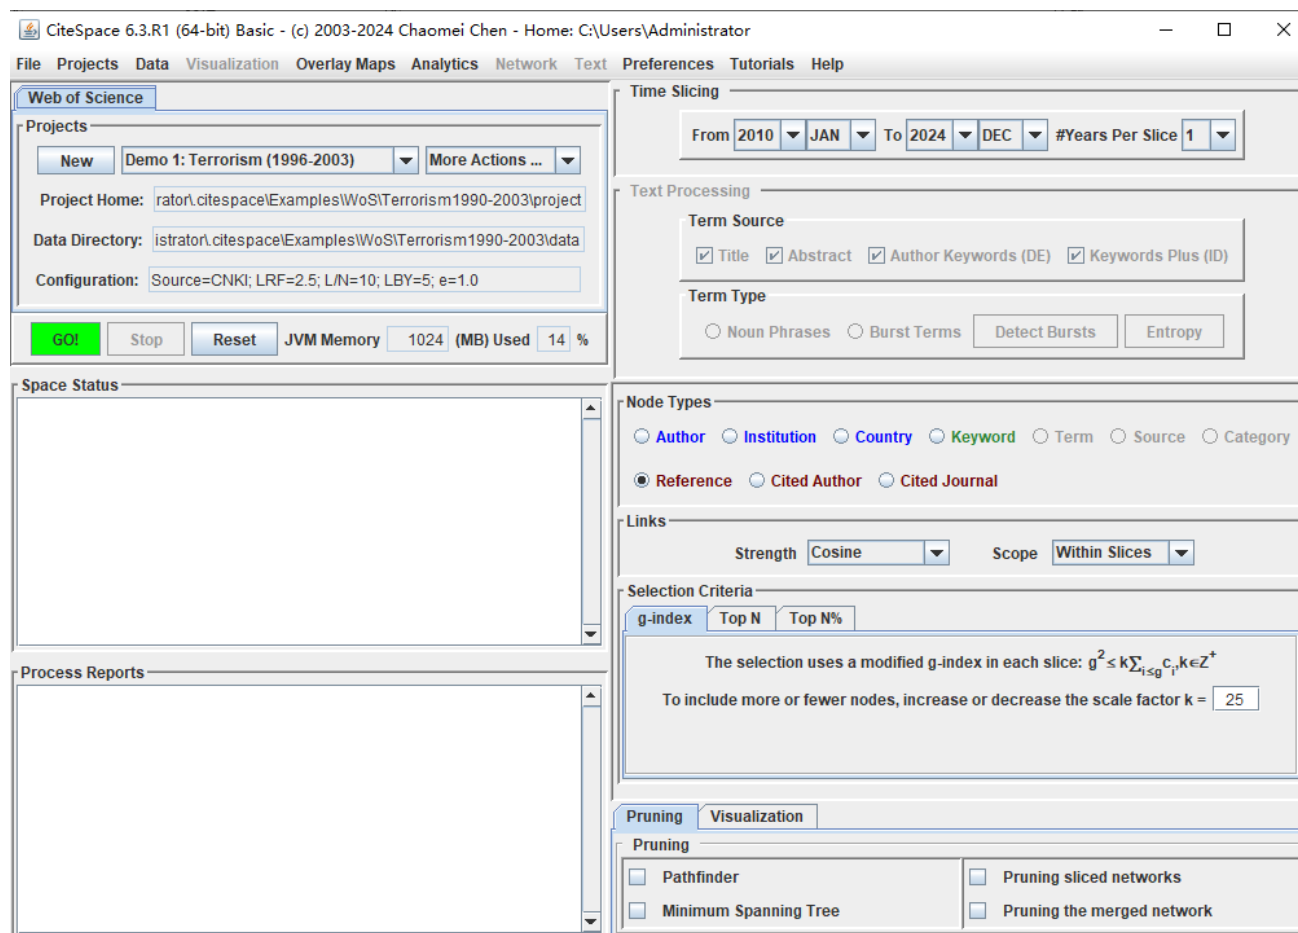 CiteSpace 6.3.R1 (64-bit) Basic - (c) 2003-2024 Chaomei Chen - Home: C:\Users\Administrator
File Projects Data Visualization Overlay Maps Analytics Network Text Preferences Tutorials Help
Web of Science
Projects
New Demo 1: Terrorism (1996-2003) More Actions ...
Project Home: rator\.citespace\Examples\WoS\Terrorism1990-2003\project
Data Directory: istrator\.citespace\Examples\WoS\Terrorism1990-2003\data
Configuration: Source=CNKI; LRF=2.5; L/N=10; LBY=5; e=1.0
GO! Stop Reset JVM Memory 1024 (MB) Used 14 %
Space Status
Process Reports
Time Slicing
From 2010 JAN To 2024 DEC #Years Per Slice 1
Text Processing
Term Source
Title Abstract Author Keywords (DE) Keywords Plus (ID)
Term Type
Noun Phrases Burst Terms Detect Bursts Entropy
Node Types
Author Institution Country Keyword Term Source Category
Reference Cited Author Cited Journal
Links
Strength Cosine Scope Within Slices
Selection Criteria
g-index Top N Top N%
The selection uses a modified g-index in each slice: g² ≤ k∑i≤g ci, k∈Z⁺
To include more or fewer nodes, increase or decrease the scale factor k = 25
Pruning Visualization
Pruning
Pathfinder Pruning sliced networks
Minimum Spanning Tree Pruning the merged network